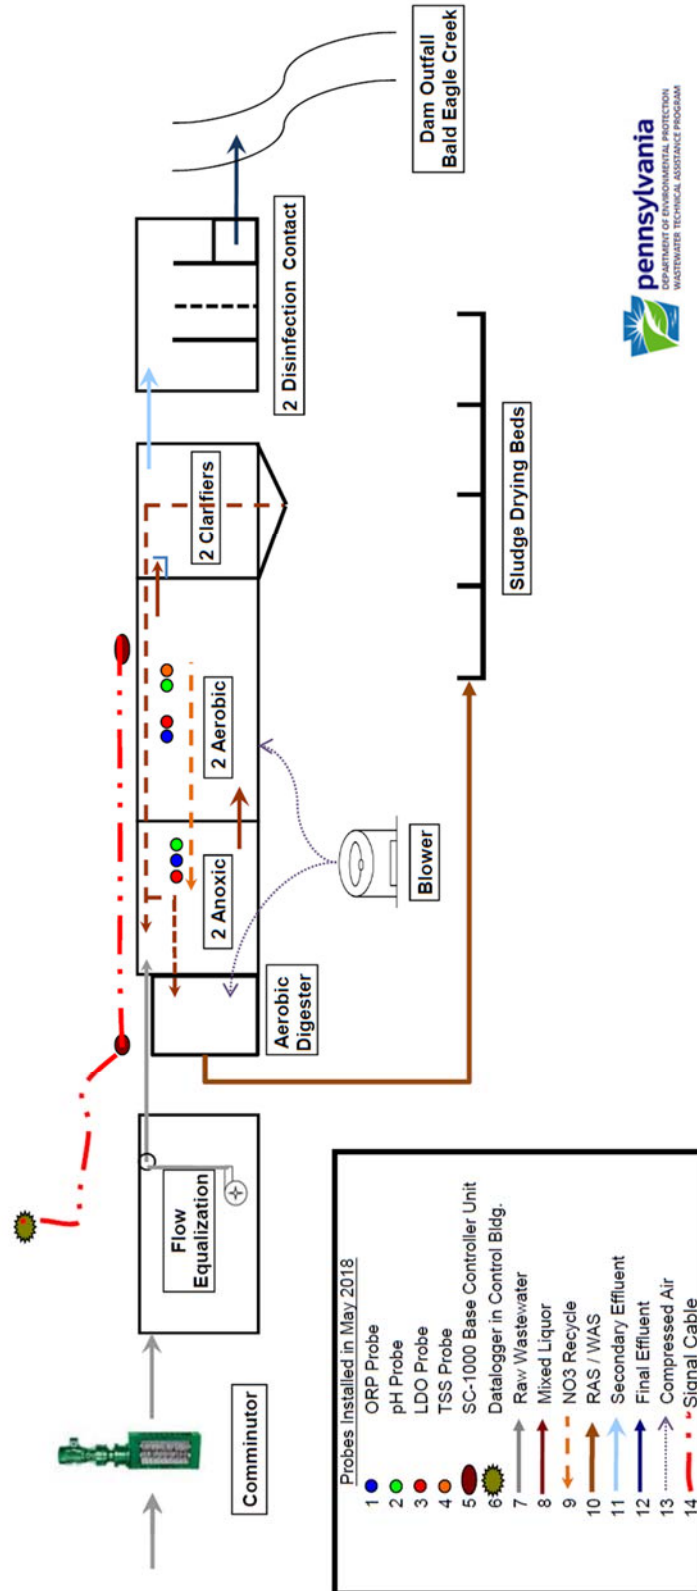 Comminutor
Flow
Equalization
Aerobic
Digester
2 Anoxic
2 Aerobic
2 Clarifiers
2 Disinfection Contact
Dam Outfall
Bald Eagle Creek
Blower
Sludge Drying Beds
Probes Installed in May 2018
1 ORP Probe
2 pH Probe
3 LDO Probe
4 TSS Probe
5 SC-1000 Base Controller Unit
6 Datalogger in Control Bldg.
7 Raw Wastewater
8 Mixed Liquor
9 NO3 Recycle
10 RAS / WAS
11 Secondary Effluent
12 Final Effluent
13 Compressed Air
14 Signal Cable
pennsylvania
DEPARTMENT OF ENVIRONMENTAL PROTECTION
WASTEWATER TECHNICAL ASSISTANCE PROGRAM